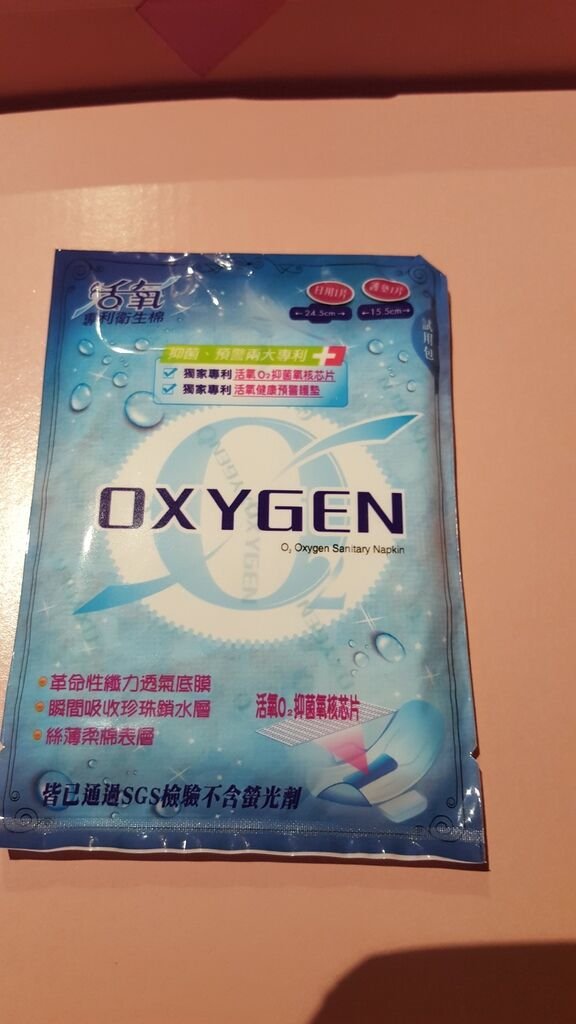 活氧
專利衛生棉
日用1片
護墊1片
←24.5cm→
←15.5cm→
試用包
抑菌、預警兩大專利
獨家專利 活氧O₂抑菌氧核芯片
獨家專利 活氧健康預警護墊
OXYGEN
O₂ Oxygen Sanitary Napkin
革命性纖力透氣底膜
瞬間吸收珍珠鎖水層
絲薄柔棉表層
活氧O₂抑菌氧核芯片
皆已通過SGS檢驗不含螢光劑